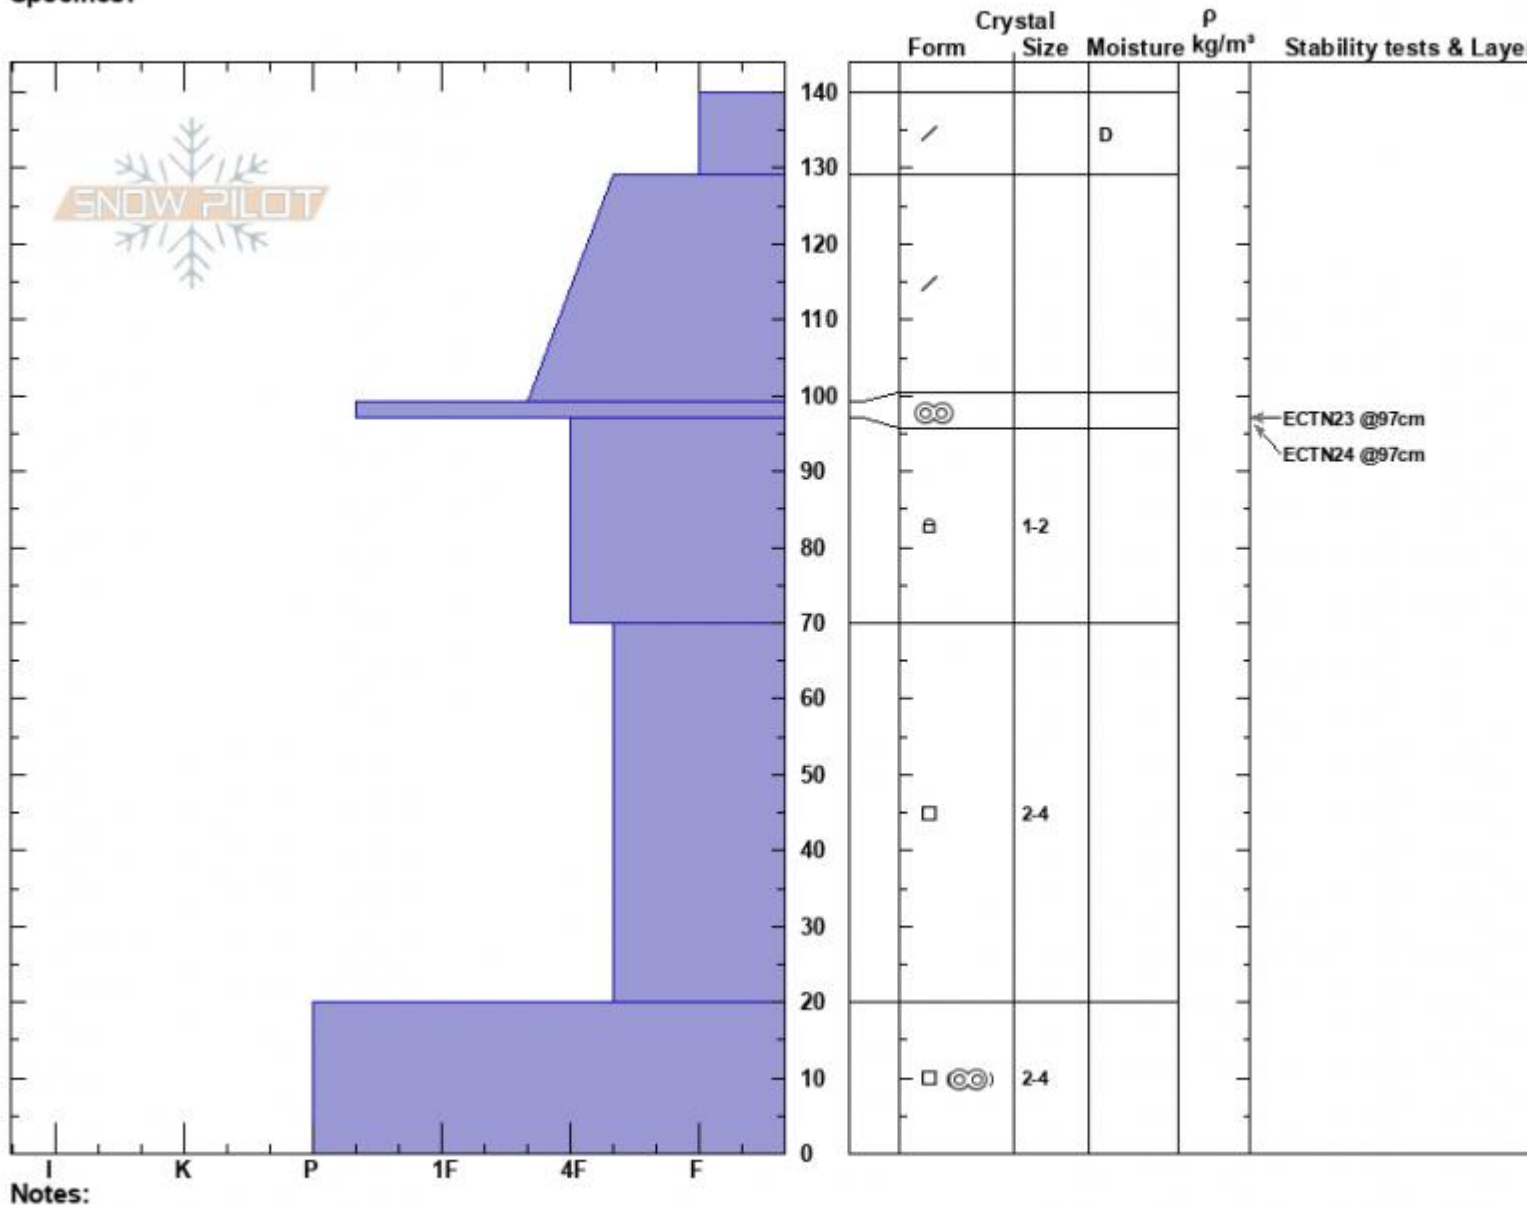 Specifics:
Crystal ρ
Form Size Moisture kg/m³ Stability tests & Laye
SNOW PILOT
140
D
130
120
110
100
ECTN23 @97cm
90
ECTN24 @97cm
1-2
80
70
60
50
2-4
40
30
20
10
2-4
0
I K P 1F 4F F
Notes: